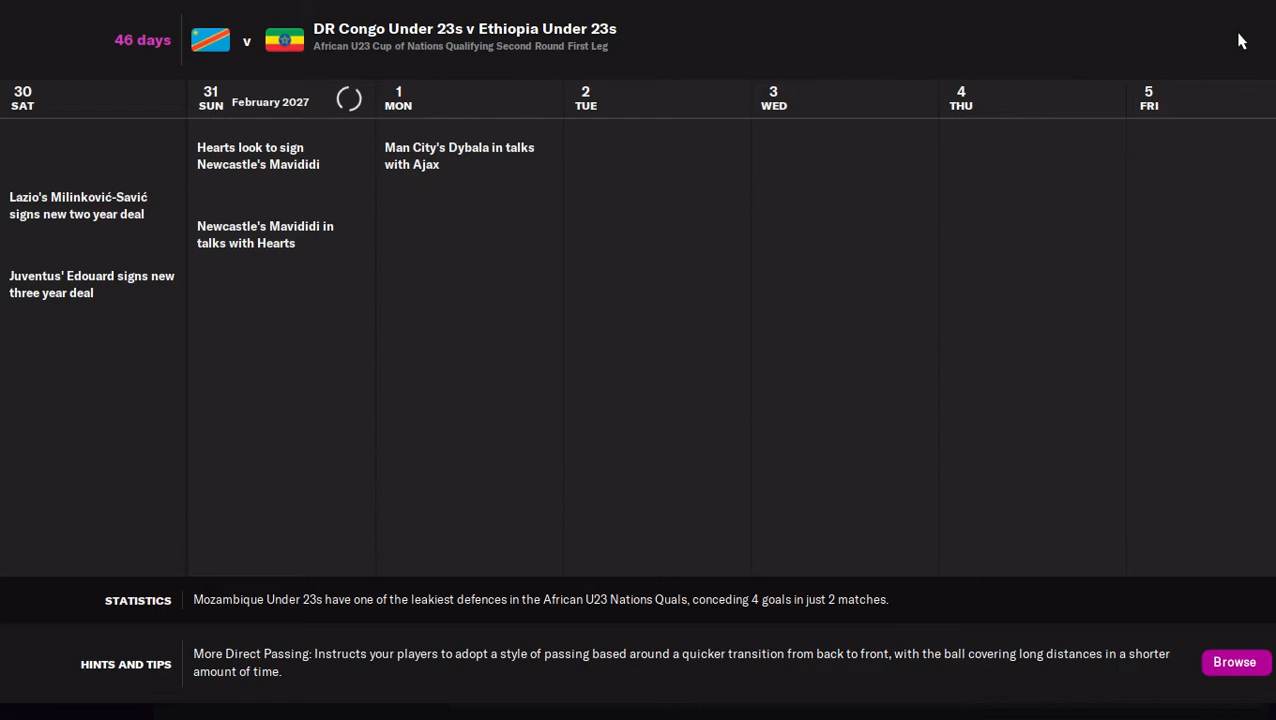 46 days
v
DR Congo Under 23s v Ethiopia Under 23s
African U23 Cup of Nations Qualifying Second Round First Leg
30
SAT
31
SUN
February 2027
1
MON
2
TUE
3
WED
4
THU
5
FRI
Lazio's Milinković-Savić
signs new two year deal
Juventus' Edouard signs new
three year deal
Hearts look to sign
Newcastle's Mavididi
Newcastle's Mavididi in
talks with Hearts
Man City's Dybala in talks
with Ajax
STATISTICS
Mozambique Under 23s have one of the leakiest defences in the African U23 Nations Quals, conceding 4 goals in just 2 matches.
HINTS AND TIPS
More Direct Passing: Instructs your players to adopt a style of passing based around a quicker transition from back to front, with the ball covering long distances in a shorter
amount of time.
Browse